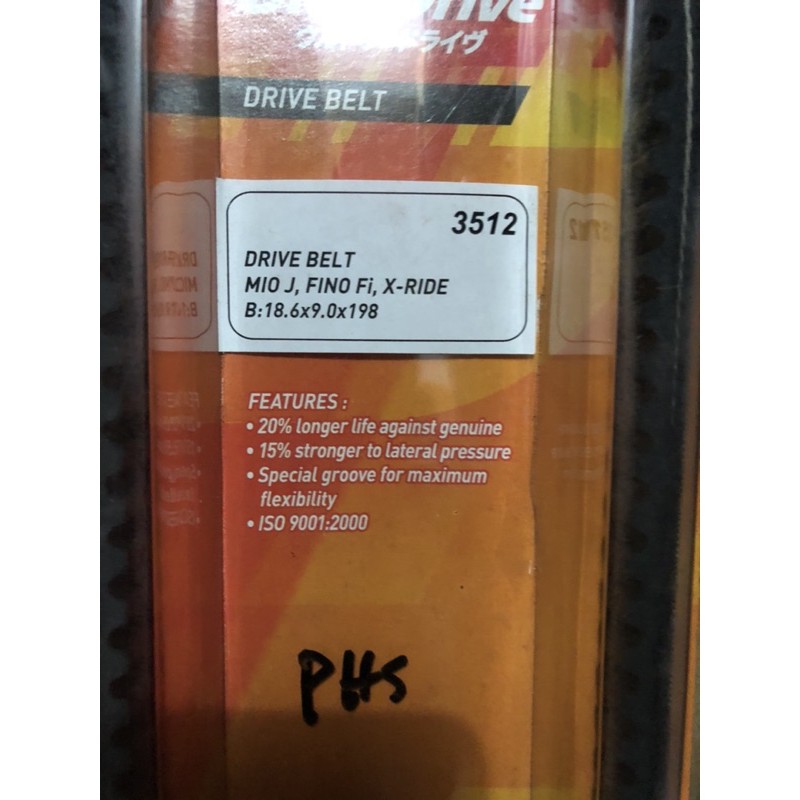 DRIVE BELT
3512
DRIVE BELT
MIO J, FINO Fi, X-RIDE
B:18.6x9.0x198
FEATURES :
• 20% longer life against genuine
• 15% stronger to lateral pressure
• Special groove for maximum
flexibility
• ISO 9001:2000
PHS